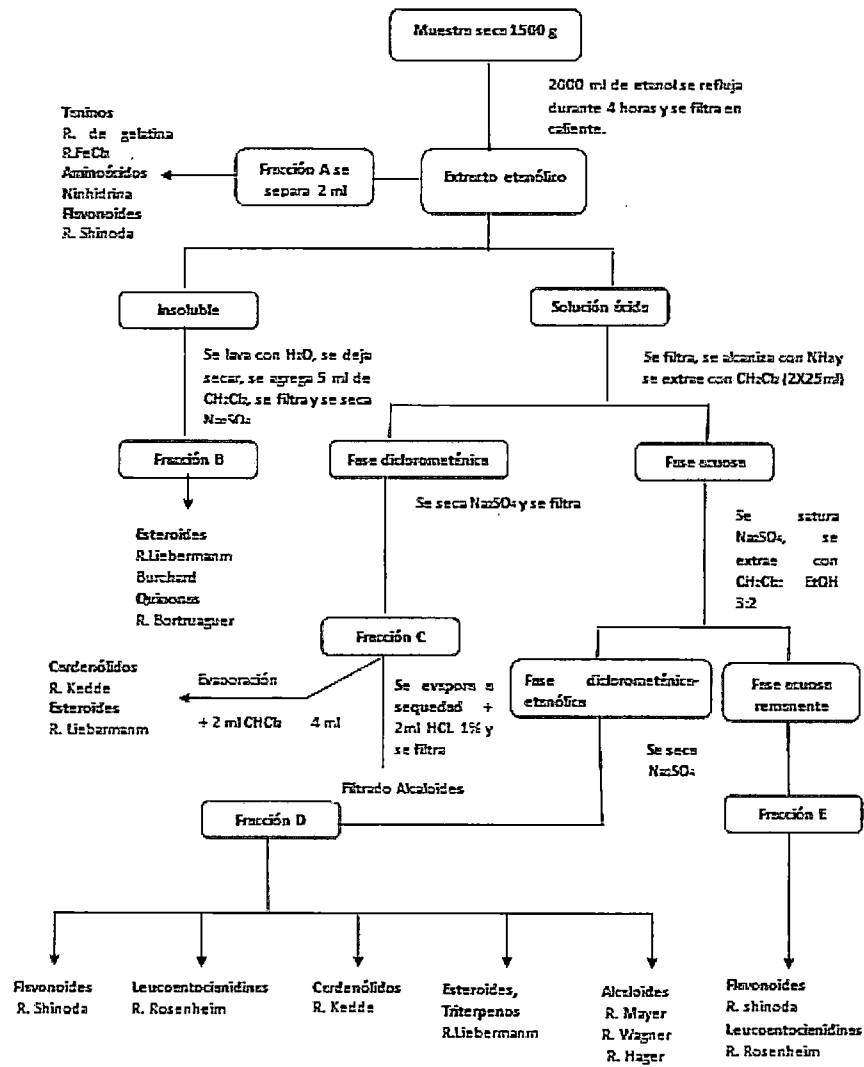 Muestra seca 1500 g
2000 ml de etanol se refluja
durante 4 horas y se filtra en
caliente.
Taninos
R. de gelatina
R.FeCl₃
Aminoácidos
Ninhidrina
Flavonoides
R. Shinoda
Fracción A se
separa 2 ml
Extracto etanólico
Insoluble
Solución ácida
Se lava con H₂O, se deja
secar, se agrega 5 ml de
CH₂Cl₂, se filtra y se seca
Na₂SO₄
Se filtra, se alcaniza con NH₃ y
se extrae con CH₂Cl₂ (2X25ml)
Fracción B
Fase diclorometánica
Fase acuosa
Se seca Na₂SO₄ y se filtra
Esteroides
R.Liebermanm
Burchard
Quinonas
R. Bortruaguer
Se satura
Na₂SO₄, se
extrae con
CH₂Cl₂: EtOH
3:2
Fracción C
Cardenólidos
R. Kedde
Esteroides
R. Liebarmanm
Evaporación
+ 2 ml CHCl₃ 4 ml
Se evapora a
sequedad +
2ml HCL 1% y
se filtra
Fase diclorometánica-
etanólica
Fase acuosa
remanente
Se seca
Na₂SO₄
Filtrado Alcaloides
Fracción D
Fracción E
Flavonoides
R. Shinoda
Leucoantocianidinas
R. Rosenheim
Cardenólidos
R. Kedde
Esteroides,
Triterpenos
R.Liebermanm
Alcaloides
R. Mayer
R. Wagner
R. Hager
Flavonoides
R. shinoda
Leucoantocienidines
R. Rosenheim